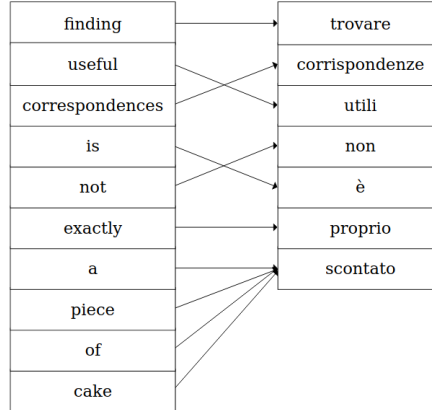 finding
useful
correspondences
is
not
exactly
a
piece
of
cake
trovare
corrispondenze
utili
non
è
proprio
scontato